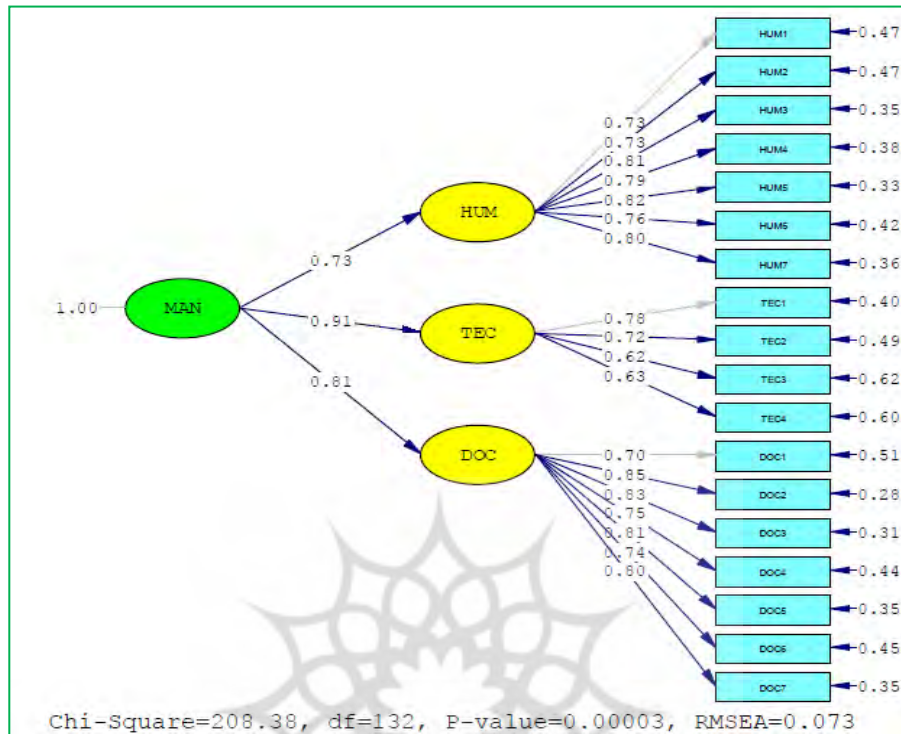 HUM1 0.47
HUM2 0.47
HUM3 0.35
HUM4 0.38
HUM5 0.33
HUM6 0.42
HUM7 0.36
0.73
0.73
0.81
0.79
0.82
0.76
0.80
HUM
0.73
1.00 MAN
0.91
0.81
TEC
0.78
0.72
0.62
0.63
TEC1 0.40
TEC2 0.49
TEC3 0.62
TEC4 0.60
DOC
0.70
0.85
0.83
0.75
0.81
0.74
0.80
DOC1 0.51
DOC2 0.28
DOC3 0.31
DOC4 0.44
DOC5 0.35
DOC6 0.45
DOC7 0.35
Chi-Square=208.38, df=132, P-value=0.00003, RMSEA=0.073